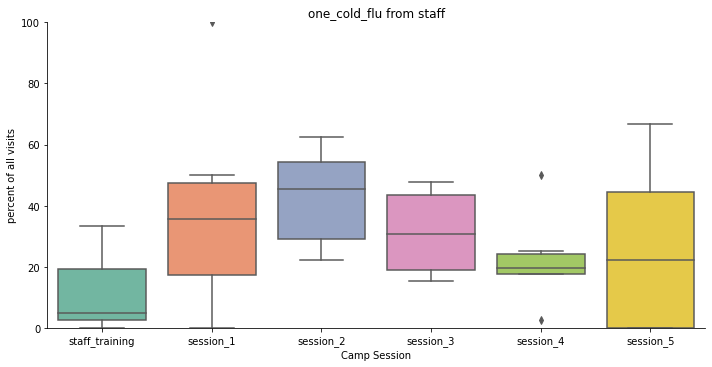 one_cold_flu from staff
100
80
60
40
20
0
percent of all visits
staff_training session_1 session_2 session_3 session_4 session_5
Camp Session